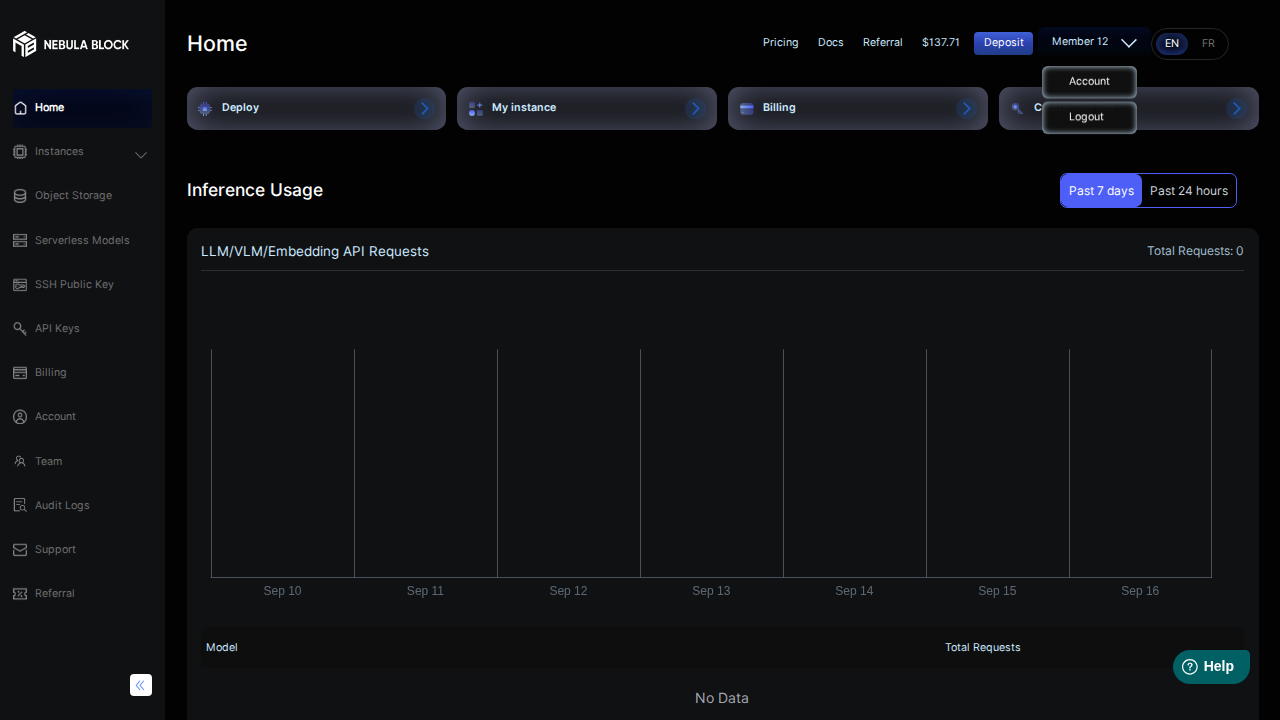 NEBULA BLOCK
Home
Pricing
Docs
Referral
$137.71
Deposit
Member 12
EN
FR
Account
Logout
Home
Instances
Object Storage
Serverless Models
SSH Public Key
API Keys
Billing
Account
Team
Audit Logs
Support
Referral
Deploy
My instance
Billing
Inference Usage
Past 7 days
Past 24 hours
LLM/VLM/Embedding API Requests
Total Requests: 0
Sep 10
Sep 11
Sep 12
Sep 13
Sep 14
Sep 15
Sep 16
Model
Total Requests
No Data
Help